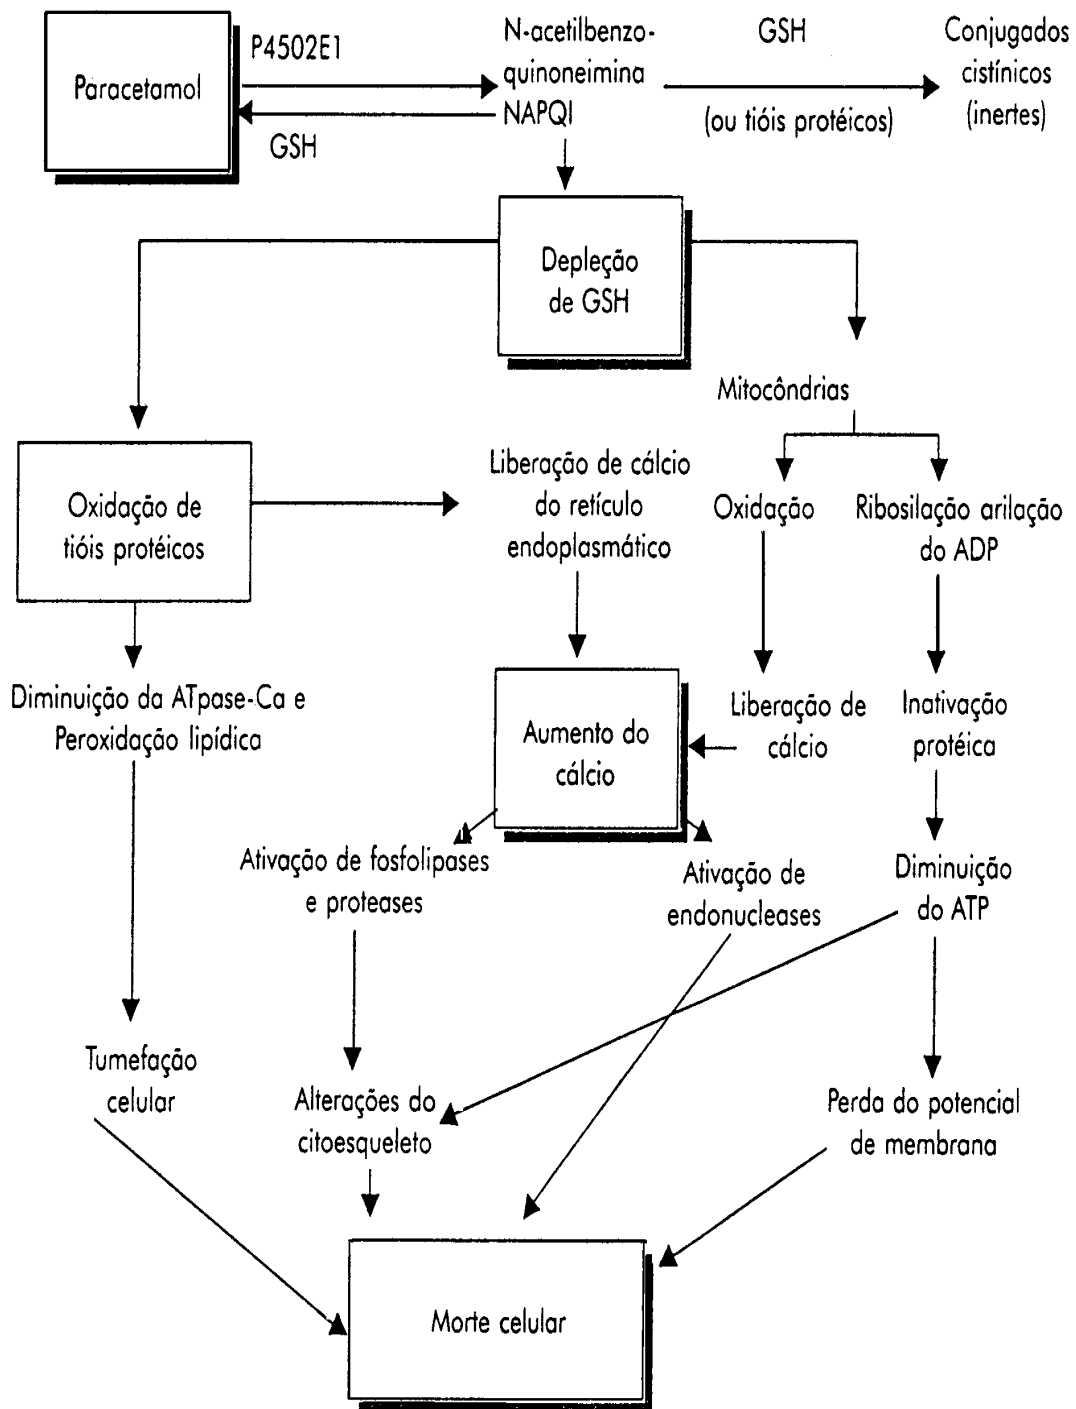 Paracetamol
P4502E1
GSH
N-acetilbenzo-
quinoneimina
NAPQI
GSH
(ou tióis protéicos)
Conjugados
cistínicos
(inertes)
Depleção
de GSH
Mitocôndrias
Oxidação de
tióis protéicos
Liberação de cálcio
do retículo
endoplasmático
Oxidação
Ribosilação arilação
do ADP
Diminuição da ATpase-Ca e
Peroxidação lipídica
Aumento do
cálcio
Liberação de
cálcio
Inativação
protéica
Ativação de fosfolipases
e proteases
Ativação de
endonucleases
Diminuição
do ATP
Tumefação
celular
Alterações do
citoesqueleto
Perda do potencial
de membrana
Morte celular